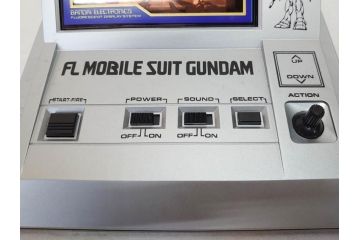 BANDAI ELECTRONICS
FLUORESCENT DISPLAY SYSTEM
FL MOBILE SUIT GUNDAM
UP
DOWN
START/FIRE
POWER
SOUND
SELECT
ACTION
OFF ON
OFF ON